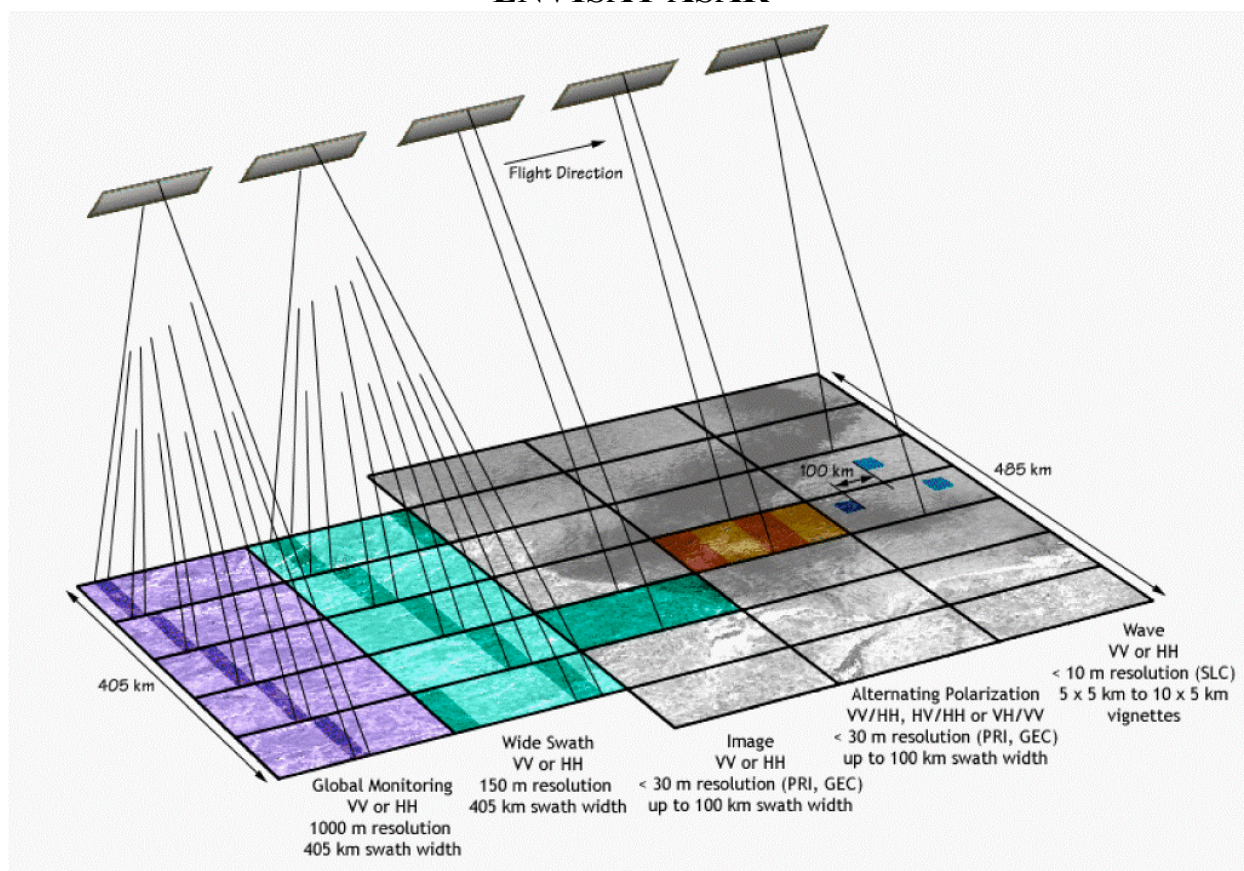 ENVISAT ASAR
Flight Direction
100 km
485 km
405 km
Wave
VV or HH
< 10 m resolution (SLC)
5 x 5 km to 10 x 5 km
vignettes
Alternating Polarization
VV/HH, HV/HH or VH/VV
< 30 m resolution (PRI, GEC)
up to 100 km swath width
Image
VV or HH
< 30 m resolution (PRI, GEC)
up to 100 km swath width
Wide Swath
VV or HH
150 m resolution
405 km swath width
Global Monitoring
VV or HH
1000 m resolution
405 km swath width